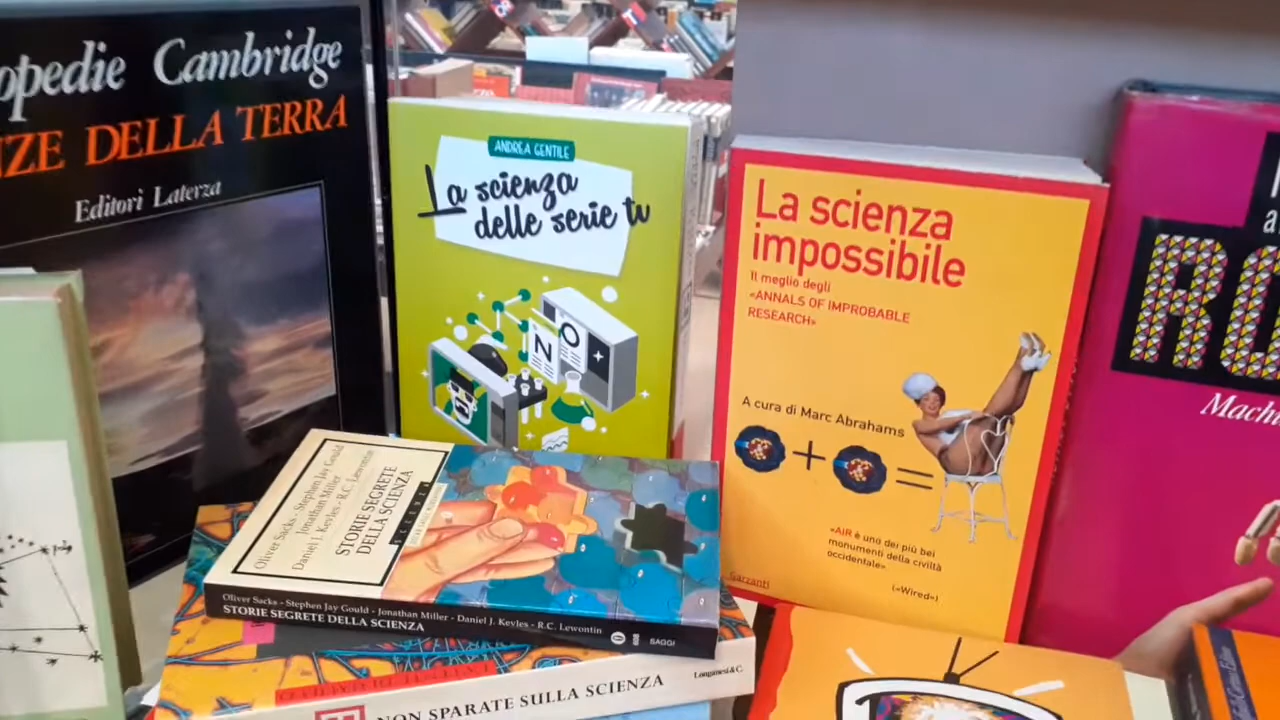 opedie Cambridge
ZE DELLA TERRA
Editori Laterza
ANDREA GENTILE
La scienza
delle serie tv
N
O
La scienza
impossibile
Il meglio degli
«ANNALS OF IMPROBABLE
RESEARCH»
A cura di Marc Abrahams
+
=
«AIR è uno dei più bei
monumenti della civiltà
occidentale»
(«Wired»)
Garzanti
RO
Oliver Sacks - Stephen Jay Gould
Jonathan Miller
Daniel J. Kevles - R.C. Lewontin
STORIE SEGRETE
DELLA SCIENZA
Oliver Sacks - Stephen Jay Gould - Jonathan Miller - Daniel J. Kevles - R.C. Lewontin
STORIE SEGRETE DELLA SCIENZA
SAGGI
NON SPARATE SULLA SCIENZA
Longanesi & C.